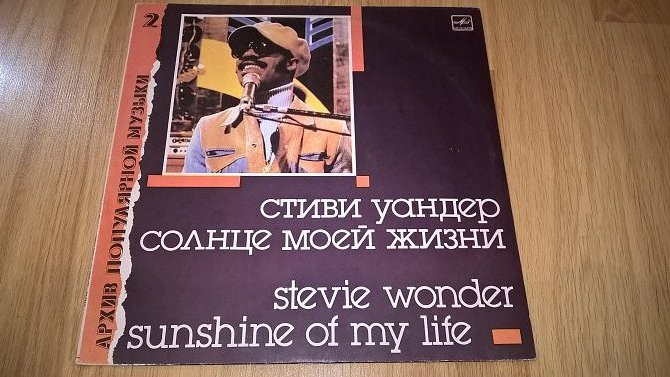 2
АРХИВ ПОПУЛЯРНОЙ МУЗЫКИ
СТИВИ УАНДЕР
СОЛНЦЕ МОЕЙ ЖИЗНИ
stevie wonder
sunshine of my life